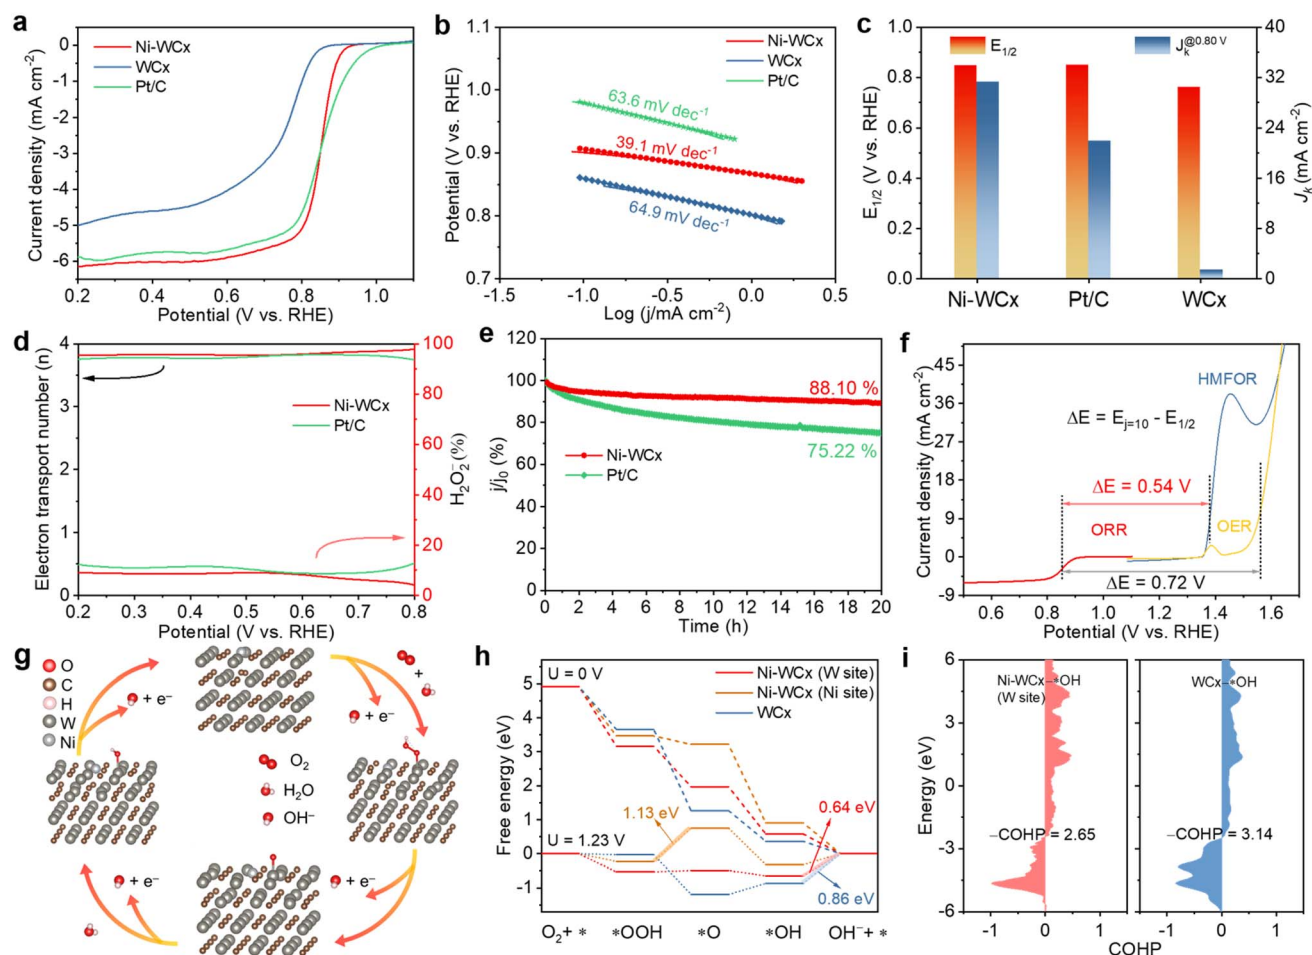 a
Current density (mA cm⁻²)
0
-1
-2
-3
-4
-5
-6
Ni-WCx
WCx
Pt/C
0.2 0.4 0.6 0.8 1.0
Potential (V vs. RHE)
b
Potential (V vs. RHE)
1.1
1.0
0.9
0.8
0.7
Ni-WCx
WCx
Pt/C
63.6 mV dec⁻¹
39.1 mV dec⁻¹
64.9 mV dec⁻¹
-1.5 -1.0 -0.5 0.0 0.5
Log (j/mA cm⁻²)
c
E₁/₂ (V vs. RHE)
1.0
0.8
0.6
0.4
0.2
0.0
E₁/₂
Jₖ@0.80 V
40
32
24
16
8
0
Jₖ (mA cm⁻²)
Ni-WCx Pt/C WCx
d
Electron transport number (n)
4
3
2
1
0
Ni-WCx
Pt/C
100
80
60
40
20
0
H₂O₂⁻(%)
0.2 0.3 0.4 0.5 0.6 0.7 0.8
Potential (V vs. RHE)
e
j/j₀ (%)
120
100
80
60
40
20
0
88.10 %
75.22 %
Ni-WCx
Pt/C
0 2 4 6 8 10 12 14 16 18 20
Time (h)
f
Current density (mA cm⁻²)
45
36
27
18
9
0
-9
HMFOR
ΔE = Eⱼ₌₁₀ - E₁/₂
ΔE = 0.54 V
ORR
OER
ΔE = 0.72 V
0.6 0.8 1.0 1.2 1.4 1.6
Potential (V vs. RHE)
g
O
C
H
W
Ni
+ e⁻
+
+ e⁻
O₂
H₂O
OH⁻
+ e⁻
+ e⁻
h
Free energy (eV)
5
4
3
2
1
0
-1
U = 0 V
Ni-WCx (W site)
Ni-WCx (Ni site)
WCx
1.13 eV
0.64 eV
U = 1.23 V
0.86 eV
O₂+ * *OOH *O *OH OH⁻+ *
i
Energy (eV)
6
3
0
-3
-6
Ni-WCx-*OH
(W site)
−COHP = 2.65
WCx-*OH
−COHP = 3.14
-1 0 1 -1 0 1
COHP